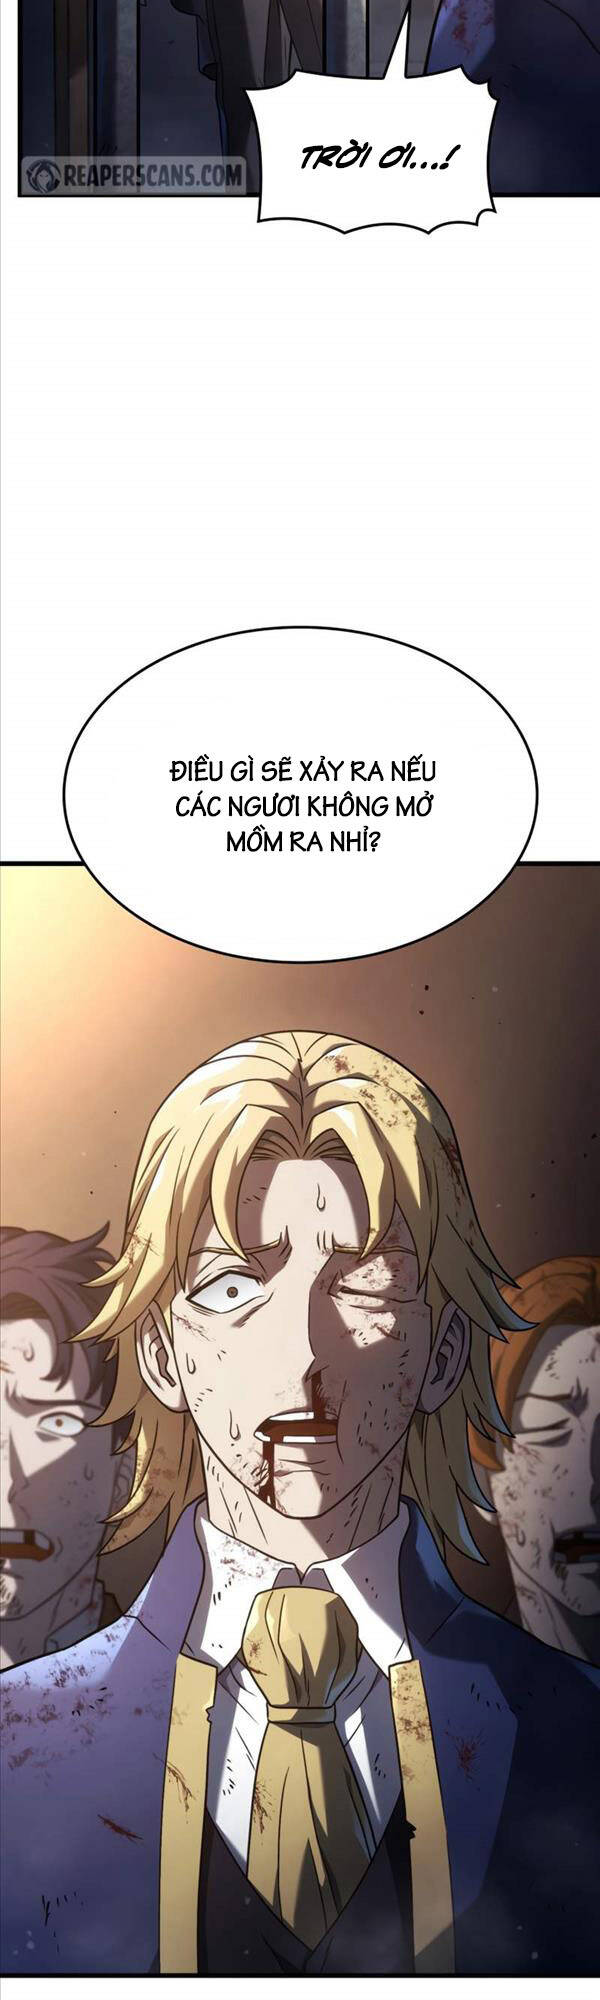 TRỜI ƠI...!
REAPERSCANS.COM
ĐIỀU GÌ SẼ XẢY RA NẾU
CÁC NGƯƠI KHÔNG MỞ
MỒM RA NHỈ?